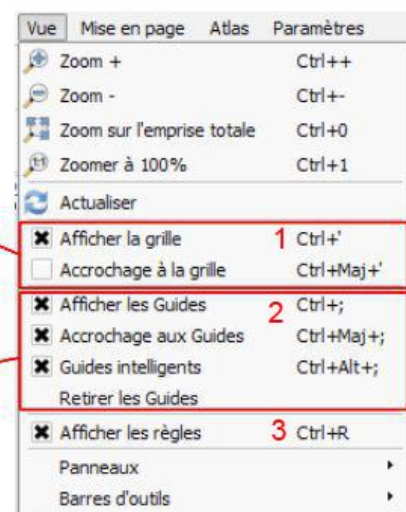 Vue Mise en page Atlas Paramètres
Zoom + Ctrl++
Zoom - Ctrl+-
Zoom sur l'emprise totale Ctrl+0
1:1 Zoomer à 100% Ctrl+1
Actualiser
Afficher la grille 1 Ctrl+'
Accrochage à la grille Ctrl+Maj+'
Afficher les Guides 2 Ctrl+;
Accrochage aux Guides Ctrl+Maj+;
Guides intelligents Ctrl+Alt+;
Retirer les Guides
Afficher les règles 3 Ctrl+R
Panneaux
Barres d'outils